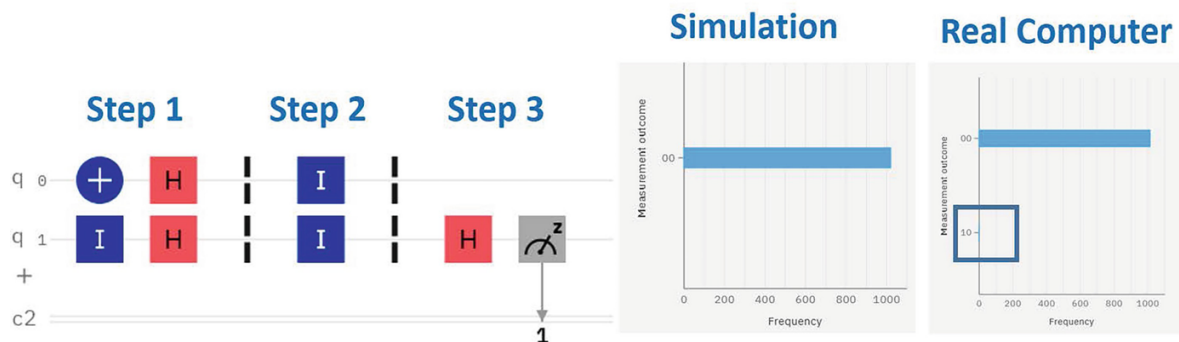 Step 1 Step 2 Step 3
q 0 + H I
q 1 I H I H z
+
c2
1
Simulation
Measurement outcome
00
0 200 400 600 800 1000
Frequency
Real Computer
Measurement outcome
00
10
0 200 400 600 800 1000
Frequency